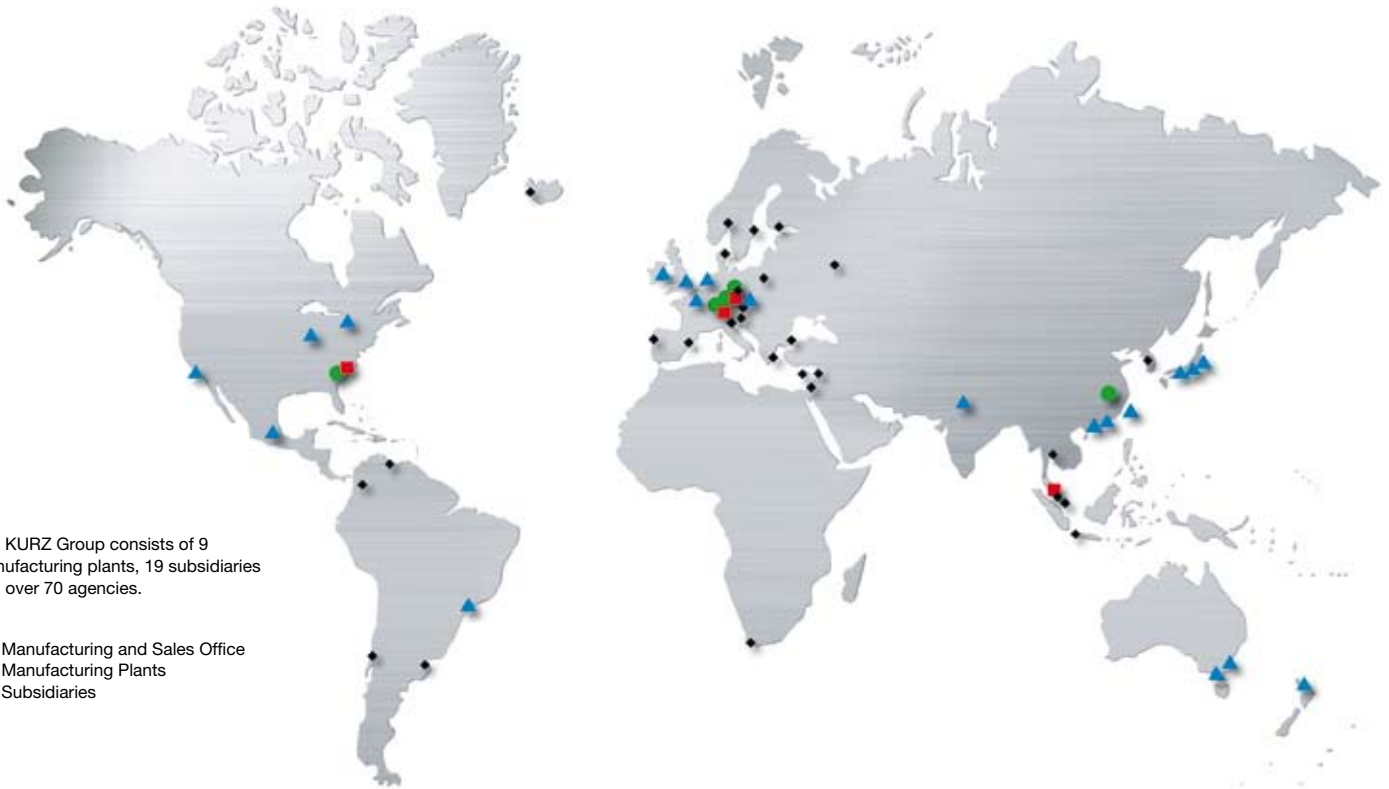 KURZ Group consists of 9
nufacturing plants, 19 subsidiaries
over 70 agencies.
Manufacturing and Sales Office
Manufacturing Plants
Subsidiaries